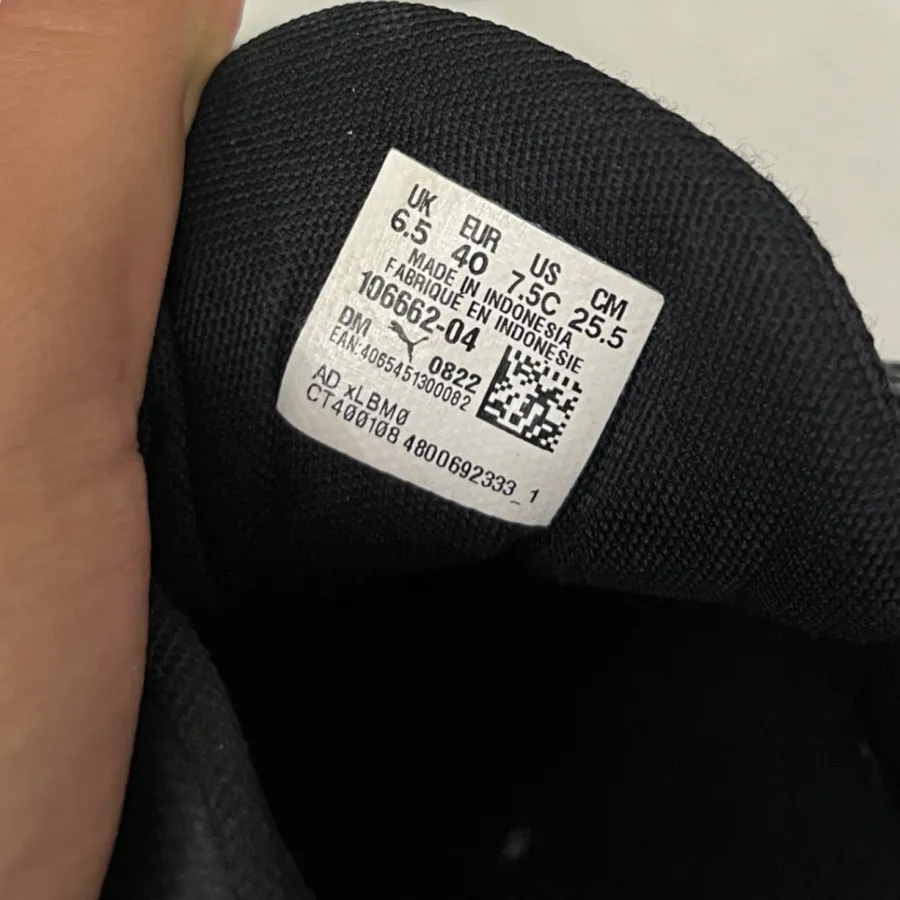 UK EUR US CM
6.5 40 7.5C 25.5
MADE IN INDONESIA
FABRIQUÉ EN INDONESIE
106662-04
DM 0822
EAN:4065451300082
AD xLBM0
CT400108 4800692333_1